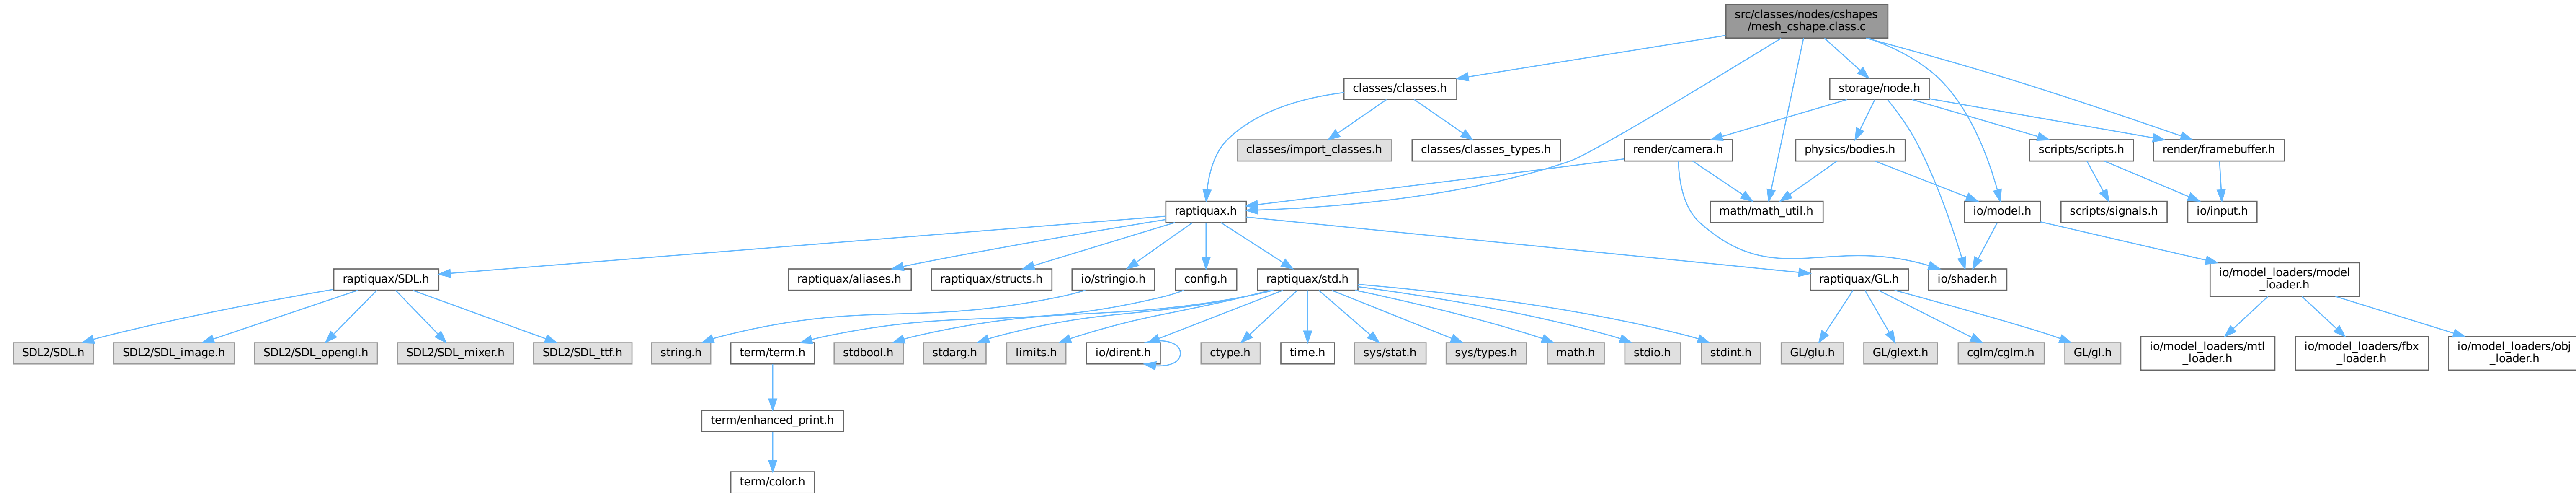 src/classes/nodes/cshapes
/mesh_cshape.class.c
classes/classes.h
storage/node.h
classes/import_classes.h
classes/classes_types.h
render/camera.h
physics/bodies.h
scripts/scripts.h
render/framebuffer.h
raptiquax.h
math/math_util.h
io/model.h
scripts/signals.h
io/input.h
raptiquax/SDL.h
raptiquax/aliases.h
raptiquax/structs.h
io/stringio.h
config.h
raptiquax/std.h
raptiquax/GL.h
io/shader.h
io/model_loaders/model
_loader.h
SDL2/SDL.h
SDL2/SDL_image.h
SDL2/SDL_opengl.h
SDL2/SDL_mixer.h
SDL2/SDL_ttf.h
string.h
term/term.h
stdbool.h
stdarg.h
limits.h
io/dirent.h
ctype.h
time.h
sys/stat.h
sys/types.h
math.h
stdio.h
stdint.h
GL/glu.h
GL/glext.h
cglm/cglm.h
GL/gl.h
io/model_loaders/mtl
_loader.h
io/model_loaders/fbx
_loader.h
io/model_loaders/obj
_loader.h
term/enhanced_print.h
term/color.h